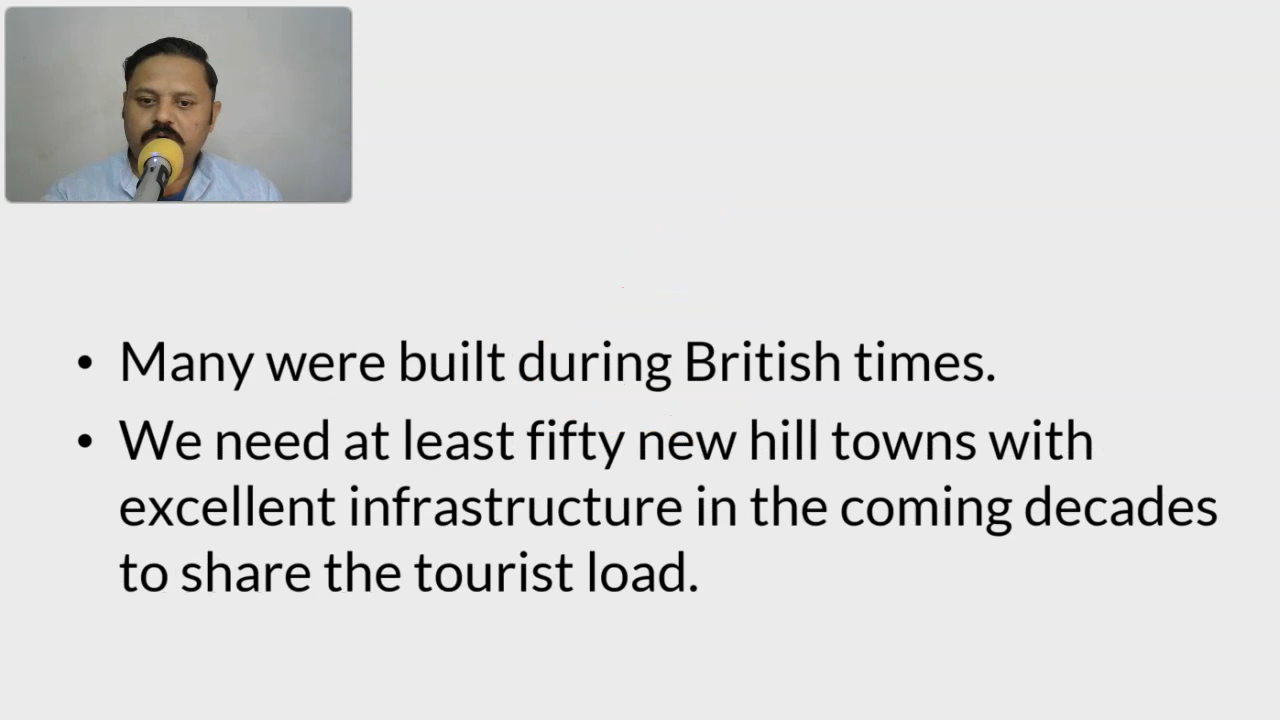 • Many were built during British times.
• We need at least fifty new hill towns with
excellent infrastructure in the coming decades
to share the tourist load.